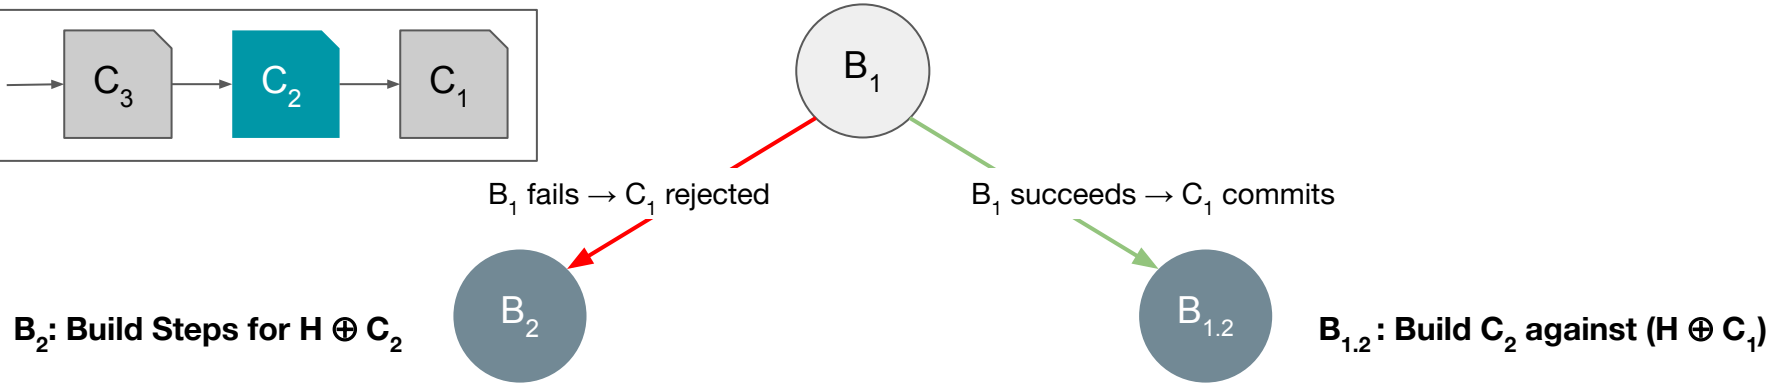 C₃
C₂
C₁
B₁
B₁ fails → C₁ rejected
B₁ succeeds → C₁ commits
B₂
B₁.₂
B₂: Build Steps for H ⊕ C₂
B₁.₂ : Build C₂ against (H ⊕ C₁)